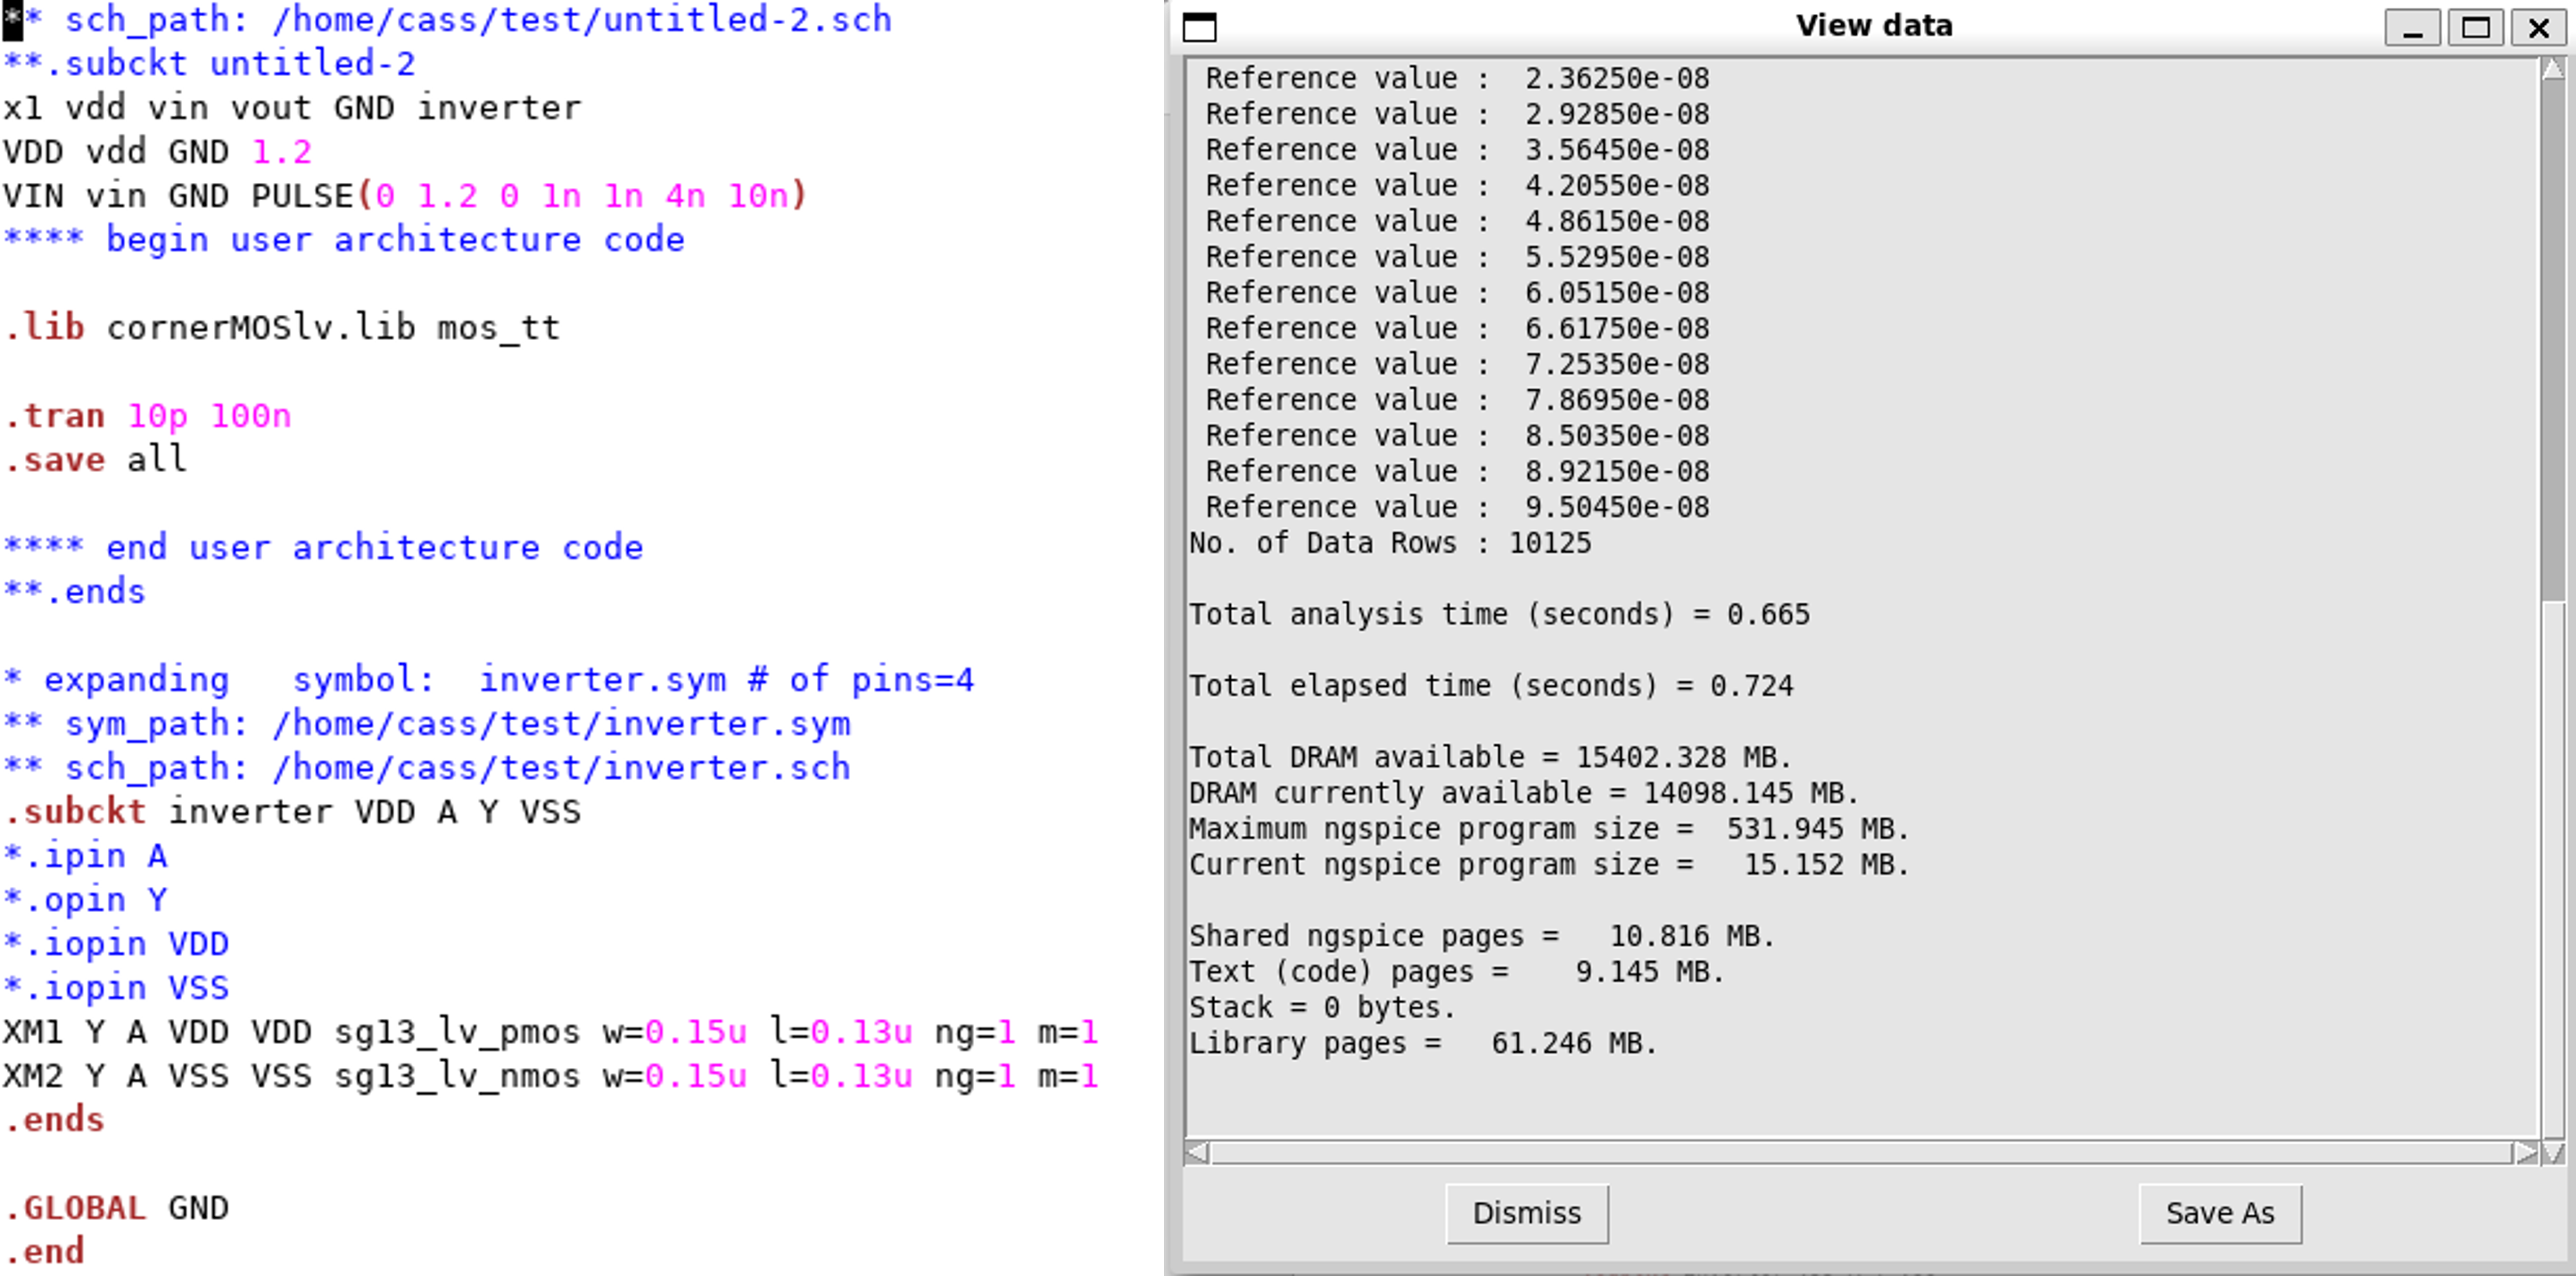 ** sch_path: /home/cass/test/untitled-2.sch
**.subckt untitled-2
x1 vdd vin vout GND inverter
VDD vdd GND 1.2
VIN vin GND PULSE(0 1.2 0 1n 1n 4n 10n)
**** begin user architecture code
.lib cornerMOSlv.lib mos_tt
.tran 10p 100n
.save all
**** end user architecture code
**.ends
* expanding   symbol:  inverter.sym # of pins=4
** sym_path: /home/cass/test/inverter.sym
** sch_path: /home/cass/test/inverter.sch
.subckt inverter VDD A Y VSS
*.ipin A
*.opin Y
*.iopin VDD
*.iopin VSS
XM1 Y A VDD VDD sg13_lv_pmos w=0.15u l=0.13u ng=1 m=1
XM2 Y A VSS VSS sg13_lv_nmos w=0.15u l=0.13u ng=1 m=1
.ends
.GLOBAL GND
.end
View data
Reference value :  2.36250e-08
Reference value :  2.92850e-08
Reference value :  3.56450e-08
Reference value :  4.20550e-08
Reference value :  4.86150e-08
Reference value :  5.52950e-08
Reference value :  6.05150e-08
Reference value :  6.61750e-08
Reference value :  7.25350e-08
Reference value :  7.86950e-08
Reference value :  8.50350e-08
Reference value :  8.92150e-08
Reference value :  9.50450e-08
No. of Data Rows : 10125
Total analysis time (seconds) = 0.665
Total elapsed time (seconds) = 0.724
Total DRAM available = 15402.328 MB.
DRAM currently available = 14098.145 MB.
Maximum ngspice program size =  531.945 MB.
Current ngspice program size =   15.152 MB.
Shared ngspice pages =   10.816 MB.
Text (code) pages =    9.145 MB.
Stack = 0 bytes.
Library pages =   61.246 MB.
Dismiss
Save As